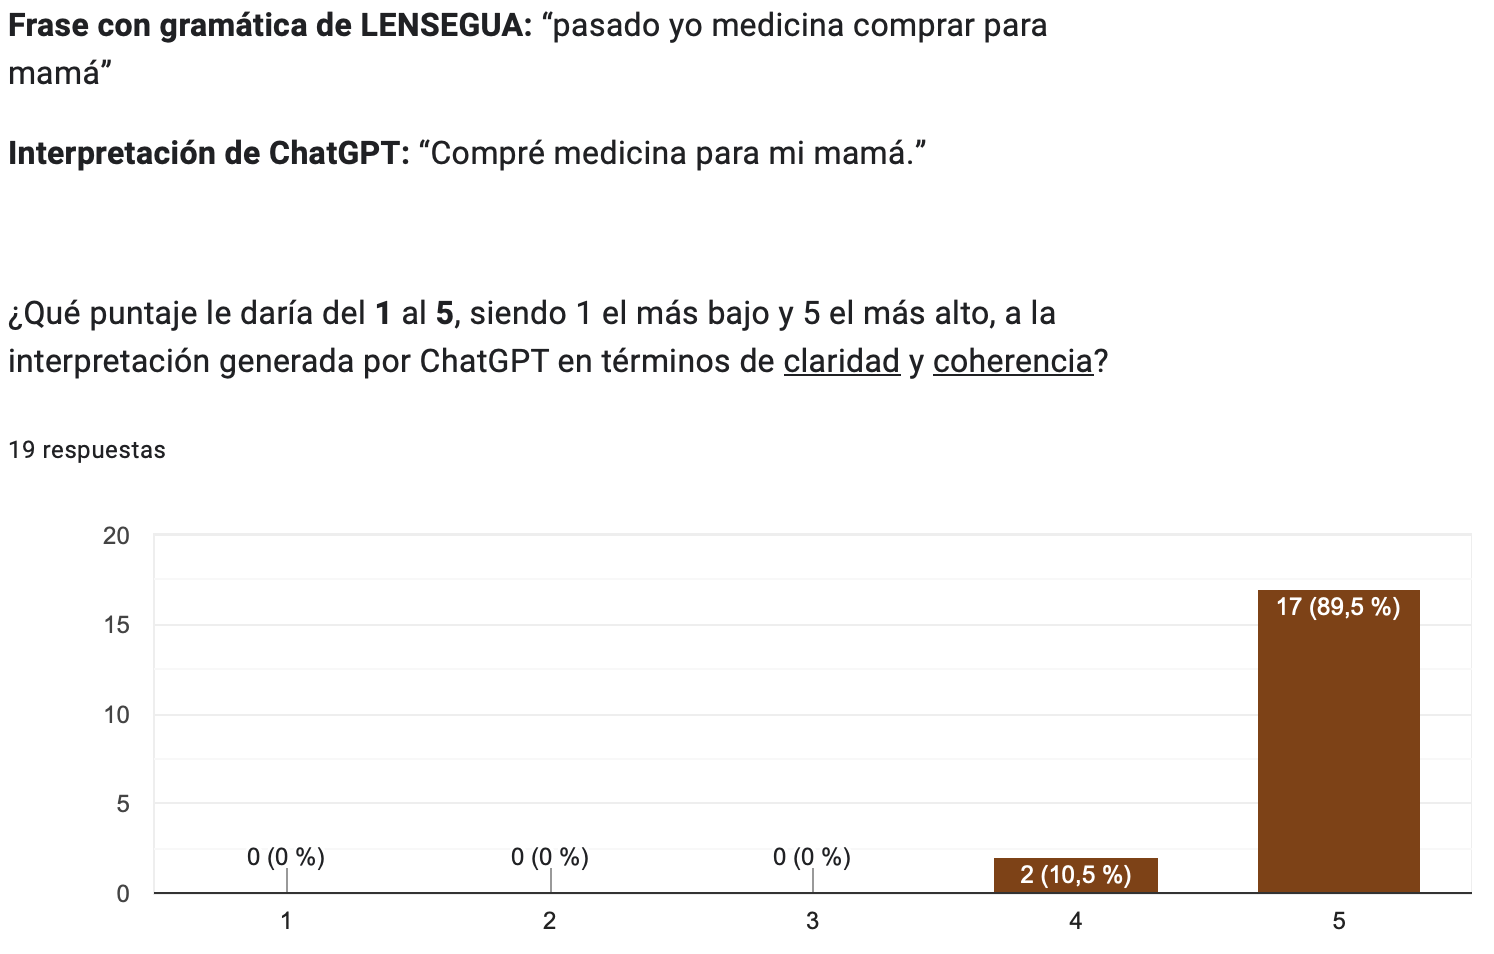 Frase con gramática de LENSEGUA: “pasado yo medicina comprar para
mamá”
Interpretación de ChatGPT: “Compré medicina para mi mamá.”
¿Qué puntaje le daría del 1 al 5, siendo 1 el más bajo y 5 el más alto, a la
interpretación generada por ChatGPT en términos de claridad y coherencia?
19 respuestas
20
15
10
5
0
0 (0 %)
0 (0 %)
0 (0 %)
2 (10,5 %)
17 (89,5 %)
1
2
3
4
5